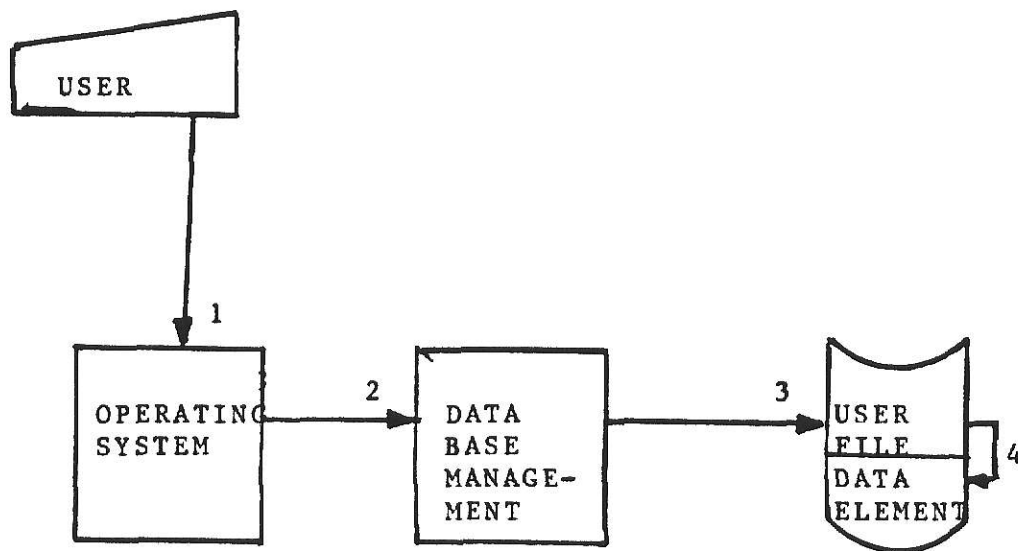 USER
1
OPERATING
SYSTEM
2
DATA
BASE
MANAGE-
MENT
3
USER
FILE
DATA
ELEMENT
4